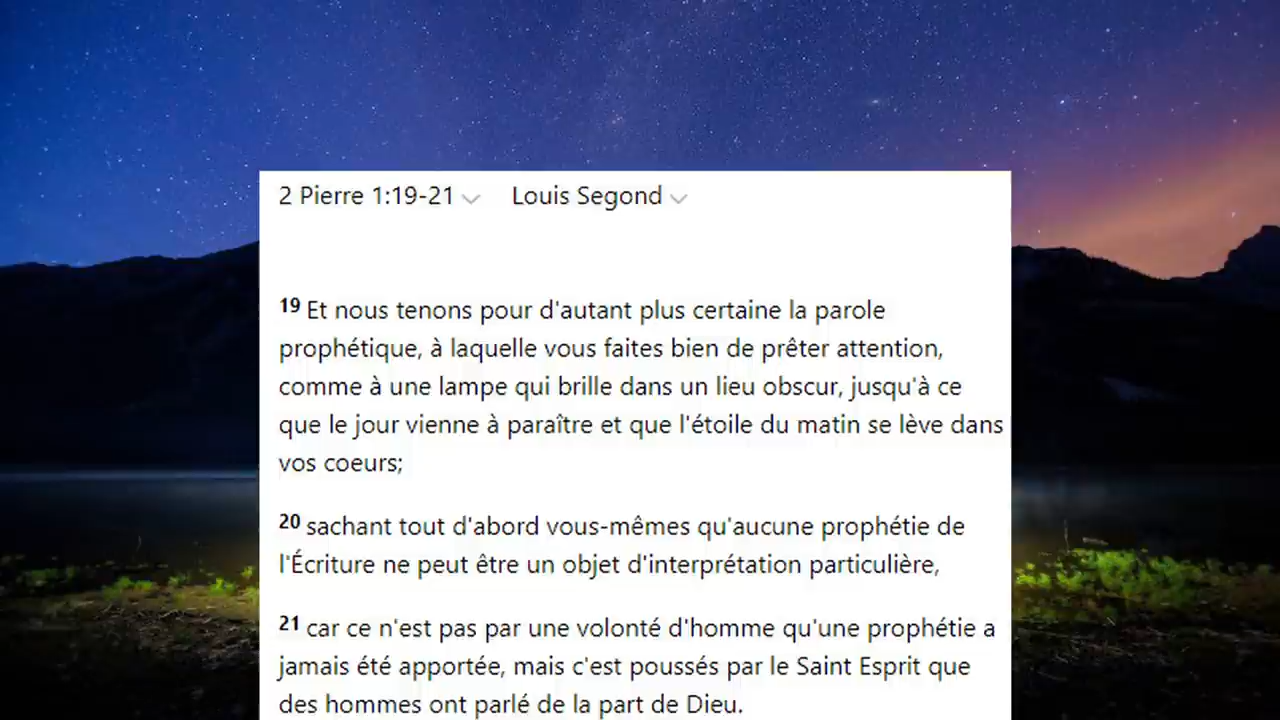 2 Pierre 1:19-21 Louis Segond
19 Et nous tenons pour d'autant plus certaine la parole
prophétique, à laquelle vous faites bien de prêter attention,
comme à une lampe qui brille dans un lieu obscur, jusqu'à ce
que le jour vienne à paraître et que l'étoile du matin se lève dans
vos coeurs;
20 sachant tout d'abord vous-mêmes qu'aucune prophétie de
l'Écriture ne peut être un objet d'interprétation particulière,
21 car ce n'est pas par une volonté d'homme qu'une prophétie a
jamais été apportée, mais c'est poussés par le Saint Esprit que
des hommes ont parlé de la part de Dieu.